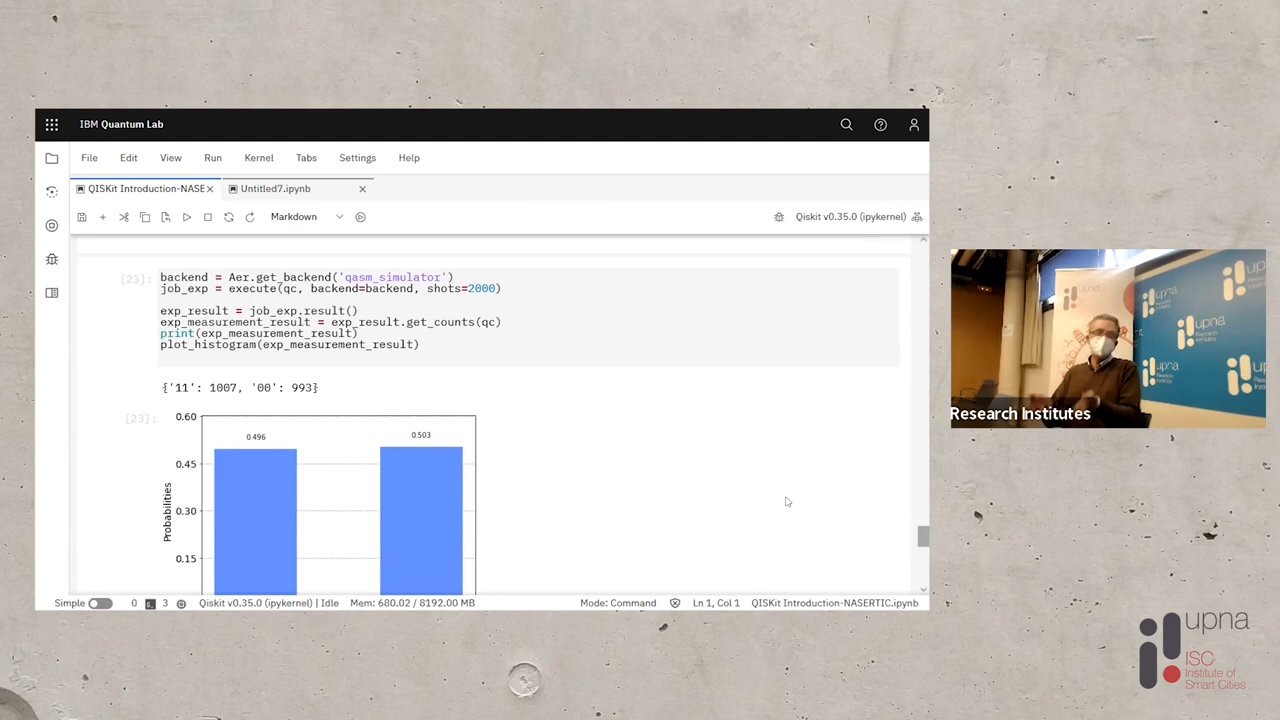 IBM Quantum Lab
File Edit View Run Kernel Tabs Settings Help
QISKit Introduction-NASE Untitled7.ipynb
Markdown Qiskit v0.35.0 (ipykernel)
[23]: backend = Aer.get_backend('qasm_simulator')
job_exp = execute(qc, backend=backend, shots=2000)
exp_result = job_exp.result()
exp_measurement_result = exp_result.get_counts(qc)
print(exp_measurement_result)
plot_histogram(exp_measurement_result)
{'11': 1007, '00': 993}
[23]:
0.60
0.496
0.503
0.45
0.30
0.15
Probabilities
Simple 0 3 Qiskit v0.35.0 (ipykernel) | Idle Mem: 680.02 / 8192.00 MB Mode: Command Ln 1, Col 1 QISKit Introduction-NASERTIC.ipynb
upna
upna
upna
upna
Research Institutes
upna
ISC
Institute of
Smart Cities